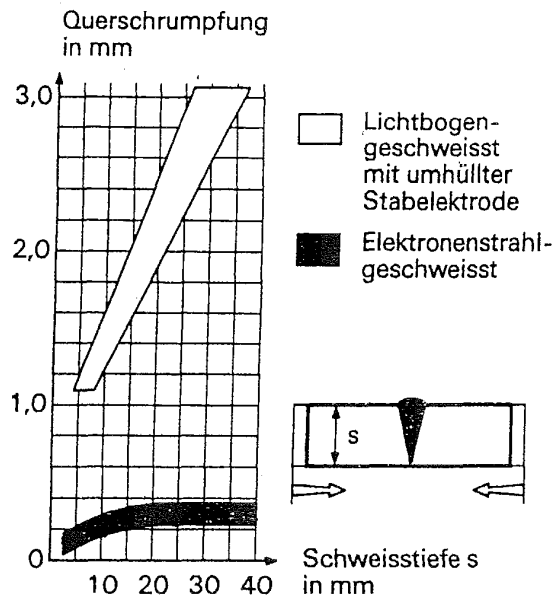 Querschrumpfung
in mm
3,0
2,0
1,0
0
10 20 30 40
Schweisstiefe s
in mm
Lichtbogen-
geschweisst
mit umhüllter
Stabelektrode
Elektronenstrahl-
geschweisst
s